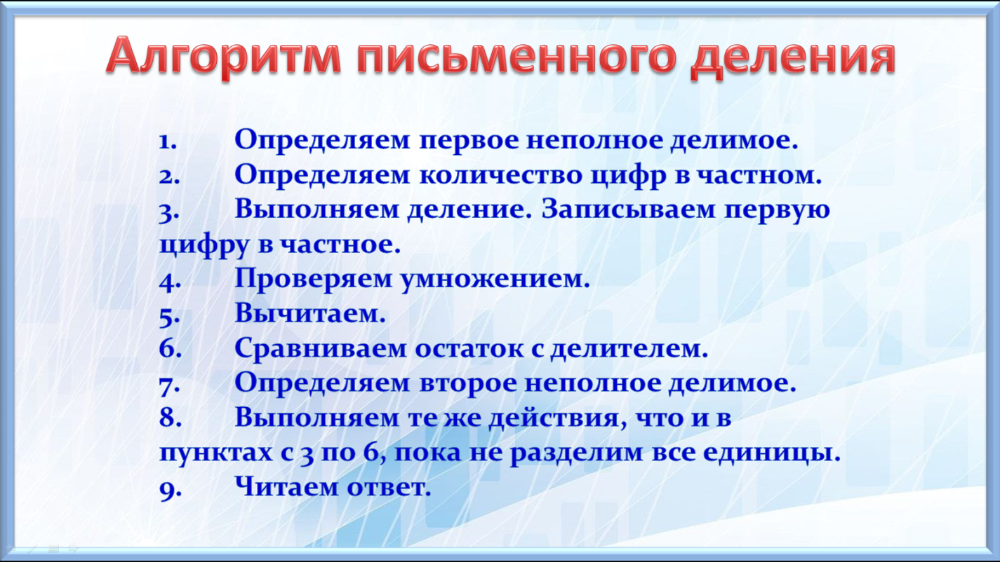 Алгоритм письменного деления
1. Определяем первое неполное делимое.
2. Определяем количество цифр в частном.
3. Выполняем деление. Записываем первую
цифру в частное.
4. Проверяем умножением.
5. Вычитаем.
6. Сравниваем остаток с делителем.
7. Определяем второе неполное делимое.
8. Выполняем те же действия, что и в
пунктах с 3 по 6, пока не разделим все единицы.
9. Читаем ответ.